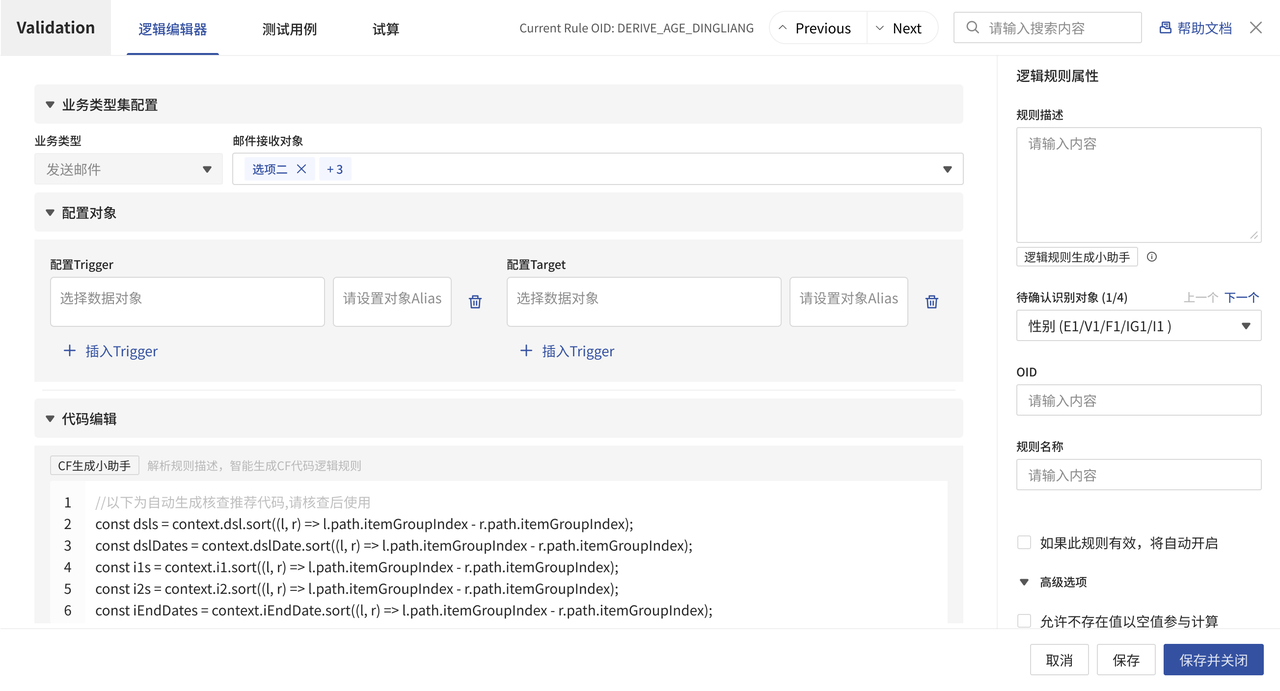 Validation
逻辑编辑器
测试用例
试算
Current Rule OID: DERIVE_AGE_DINGLIANG
Previous
Next
请输入搜索内容
帮助文档
业务类型集配置
业务类型
邮件接收对象
发送邮件
选项二
+ 3
配置对象
配置Trigger
配置Target
选择数据对象
请设置对象Alias
选择数据对象
请设置对象Alias
插入Trigger
插入Trigger
代码编辑
CF生成小助手 解析规则描述，智能生成CF代码逻辑规则
1 //以下为自动生成核查推荐代码,请核查后使用
2 const dsls = context.dsl.sort((l, r) => l.path.itemGroupIndex - r.path.itemGroupIndex);
3 const dslDates = context.dslDate.sort((l, r) => l.path.itemGroupIndex - r.path.itemGroupIndex);
4 const i1s = context.i1.sort((l, r) => l.path.itemGroupIndex - r.path.itemGroupIndex);
5 const i2s = context.i2.sort((l, r) => l.path.itemGroupIndex - r.path.itemGroupIndex);
6 const iEndDates = context.iEndDate.sort((l, r) => l.path.itemGroupIndex - r.path.itemGroupIndex);
逻辑规则属性
规则描述
请输入内容
逻辑规则生成小助手
待确认识别对象 (1/4)
上一个 下一个
性别 (E1/V1/F1/IG1/I1 )
OID
请输入内容
规则名称
请输入内容
如果此规则有效，将自动开启
高级选项
允许不存在值以空值参与计算
取消
保存
保存并关闭